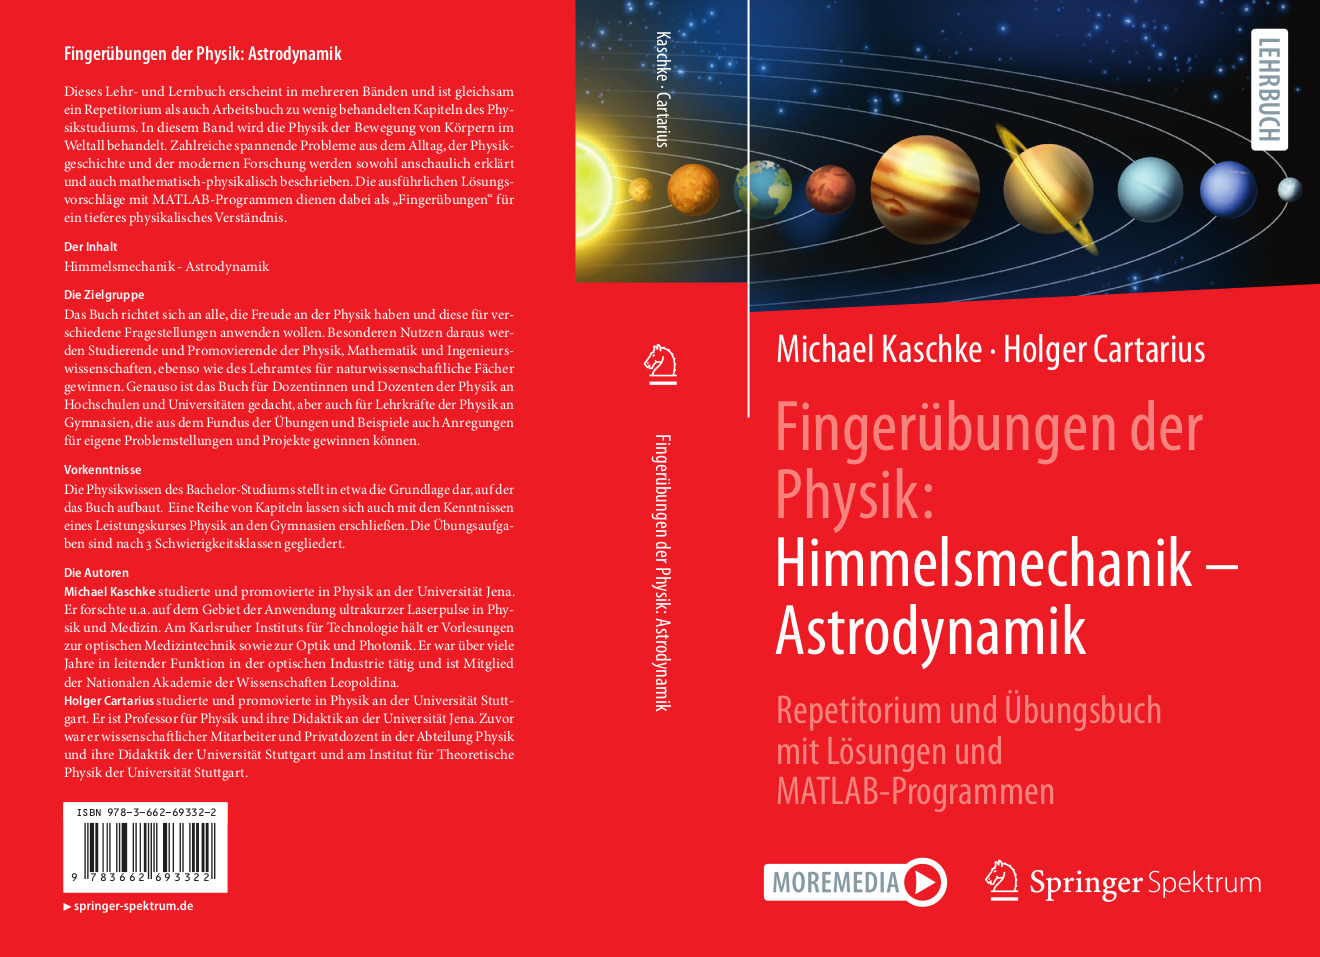 Fingerübungen der Physik: Astrodynamik
Dieses Lehr- und Lernbuch erscheint in mehreren Bänden und ist gleichsam
ein Repetitorium als auch Arbeitsbuch zu wenig behandelten Kapiteln des Phy-
sikstudiums. In diesem Band wird die Physik der Bewegung von Körpern im
Weltall behandelt. Zahlreiche spannende Probleme aus dem Alltag, der Physik-
geschichte und der modernen Forschung werden sowohl anschaulich erklärt
und auch mathematisch-physikalisch beschrieben. Die ausführlichen Lösungs-
vorschläge mit MATLAB-Programmen dienen dabei als „Fingerübungen“ für
ein tieferes physikalisches Verständnis.
Der Inhalt
Himmelsmechanik - Astrodynamik
Die Zielgruppe
Das Buch richtet sich an alle, die Freude an der Physik haben und diese für ver-
schiedene Fragestellungen anwenden wollen. Besonderen Nutzen daraus wer-
den Studierende und Promovierende der Physik, Mathematik und Ingenieurs-
wissenschaften, ebenso wie des Lehramtes für naturwissenschaftliche Fächer
gewinnen. Genauso ist das Buch für Dozentinnen und Dozenten der Physik an
Hochschulen und Universitäten gedacht, aber auch für Lehrkräfte der Physik an
Gymnasien, die aus dem Fundus der Übungen und Beispiele auch Anregungen
für eigene Problemstellungen und Projekte gewinnen können.
Vorkenntnisse
Die Physikwissen des Bachelor-Studiums stellt in etwa die Grundlage dar, auf der
das Buch aufbaut. Eine Reihe von Kapiteln lassen sich auch mit den Kenntnissen
eines Leistungskurses Physik an den Gymnasien erschließen. Die Übungsaufga-
ben sind nach 3 Schwierigkeitsklassen gegliedert.
Die Autoren
Michael Kaschke studierte und promovierte in Physik an der Universität Jena.
Er forschte u.a. auf dem Gebiet der Anwendung ultrakurzer Laserpulse in Phy-
sik und Medizin. Am Karlsruher Instituts für Technologie hält er Vorlesungen
zur optischen Medizintechnik sowie zur Optik und Photonik. Er war über viele
Jahre in leitender Funktion in der optischen Industrie tätig und ist Mitglied
der Nationalen Akademie der Wissenschaften Leopoldina.
Holger Cartarius studierte und promovierte in Physik an der Universität Stutt-
gart. Er ist Professor für Physik und ihre Didaktik an der Universität Jena. Zuvor
war er wissenschaftlicher Mitarbeiter und Privatdozent in der Abteilung Physik
und ihre Didaktik der Universität Stuttgart und am Institut für Theoretische
Physik der Universität Stuttgart.
ISBN 978-3-662-69332-2
9 783662 693322
▶ springer-spektrum.de
Kaschke · Cartarius
Fingerübungen der Physik: Astrodynamik
LEHRBUCH
Michael Kaschke · Holger Cartarius
Fingerübungen der
Physik:
Himmelsmechanik –
Astrodynamik
Repetitorium und Übungsbuch
mit Lösungen und
MATLAB-Programmen
MOREMEDIA
Springer Spektrum